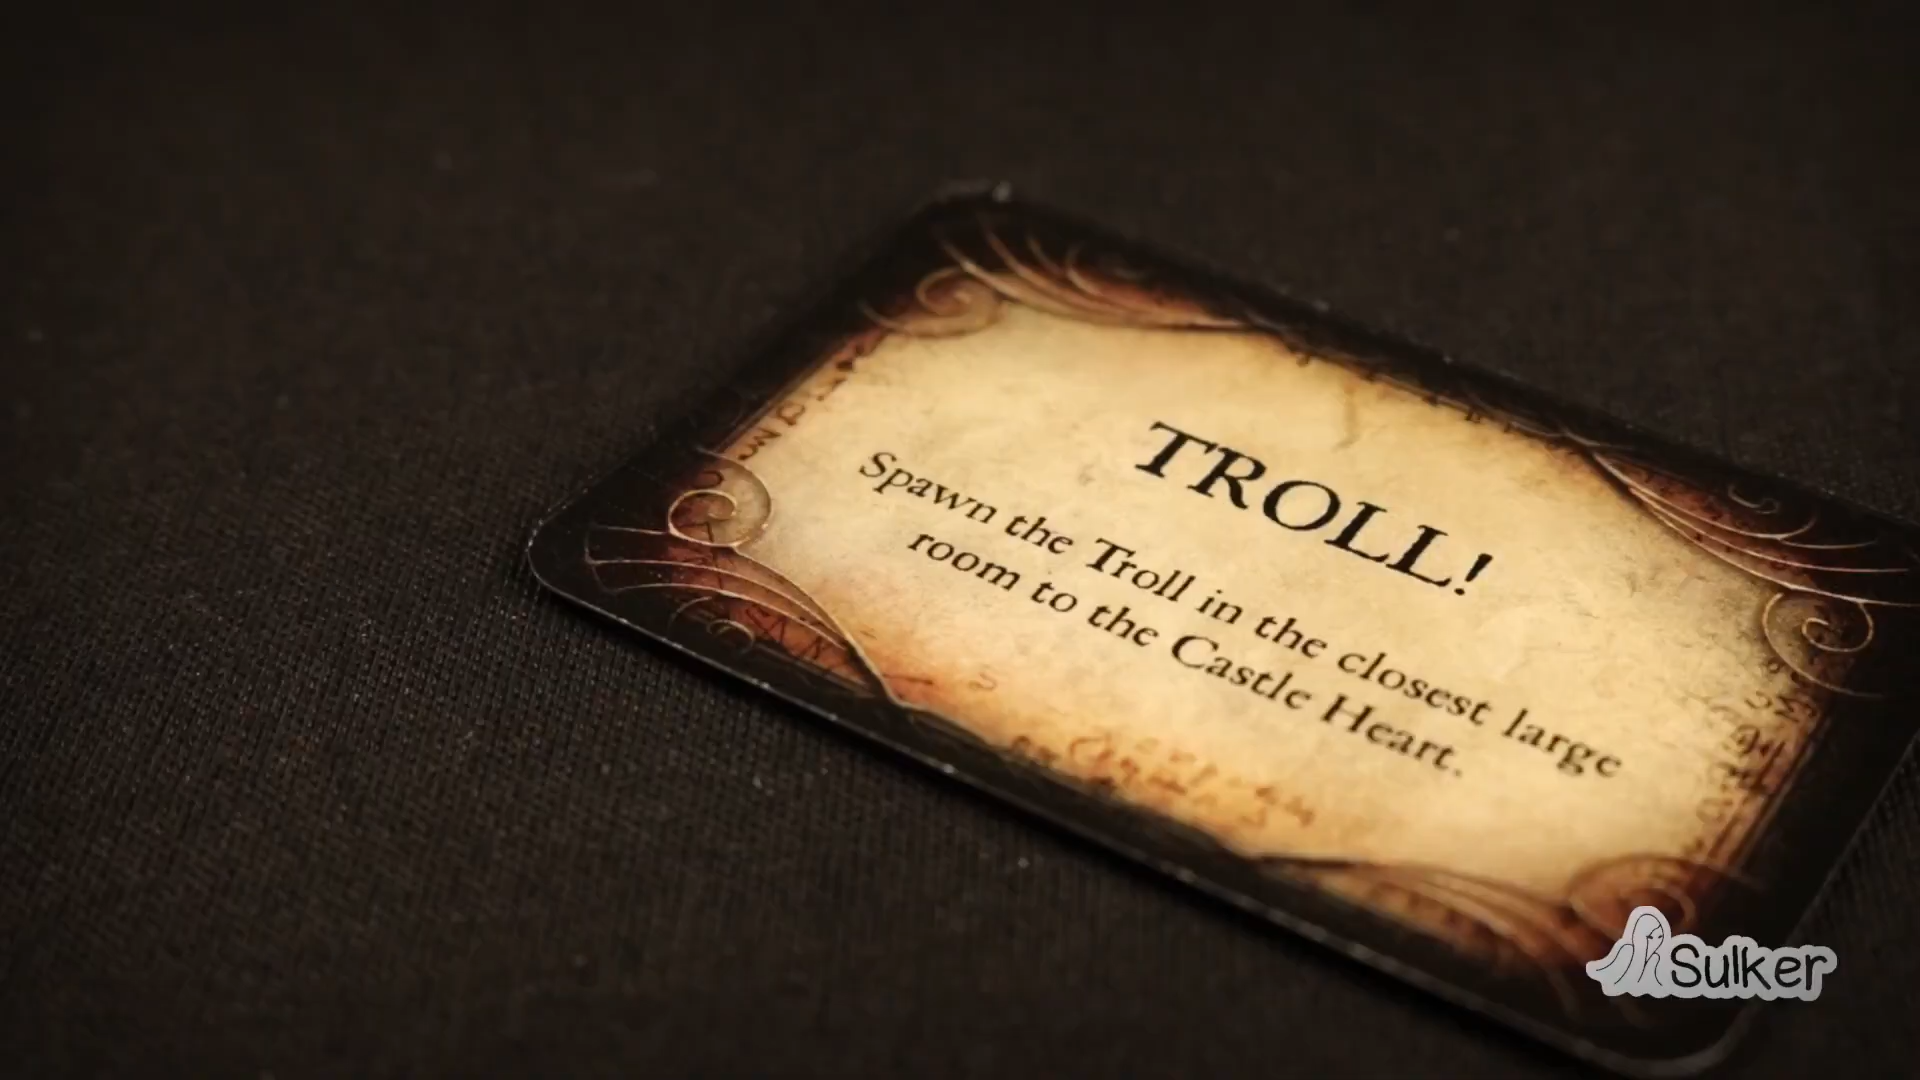 TROLL!
Spawn the Troll in the closest large
room to the Castle Heart.
Sulker